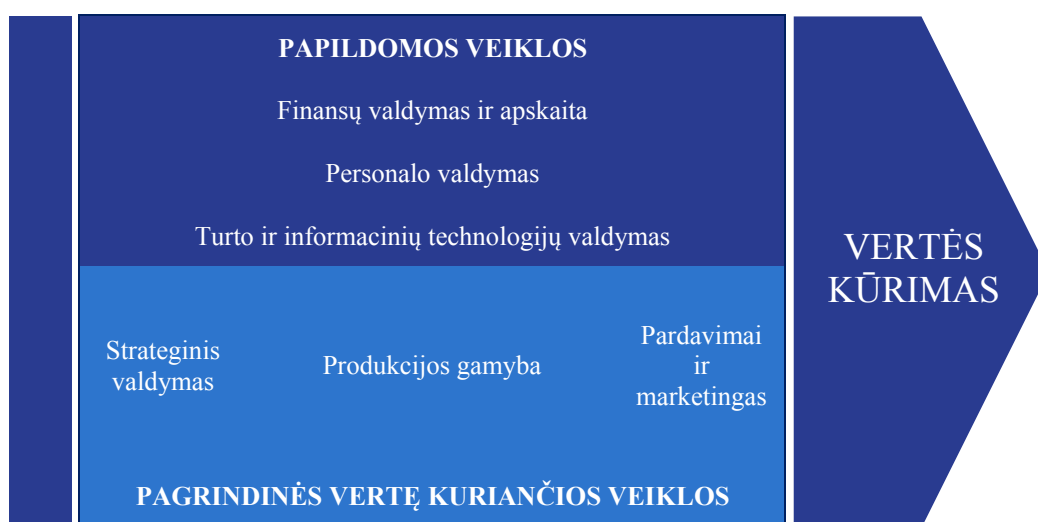 PAPILDOMOS VEIKLOS
Finansų valdymas ir apskaita
Personalo valdymas
Turto ir informacinių technologijų valdymas
Strateginis
valdymas
Produkcijos gamyba
Pardavimai
ir
marketingas
PAGRINDINĖS VERTĘ KURIANČIOS VEIKLOS
VERTĖS
KŪRIMAS